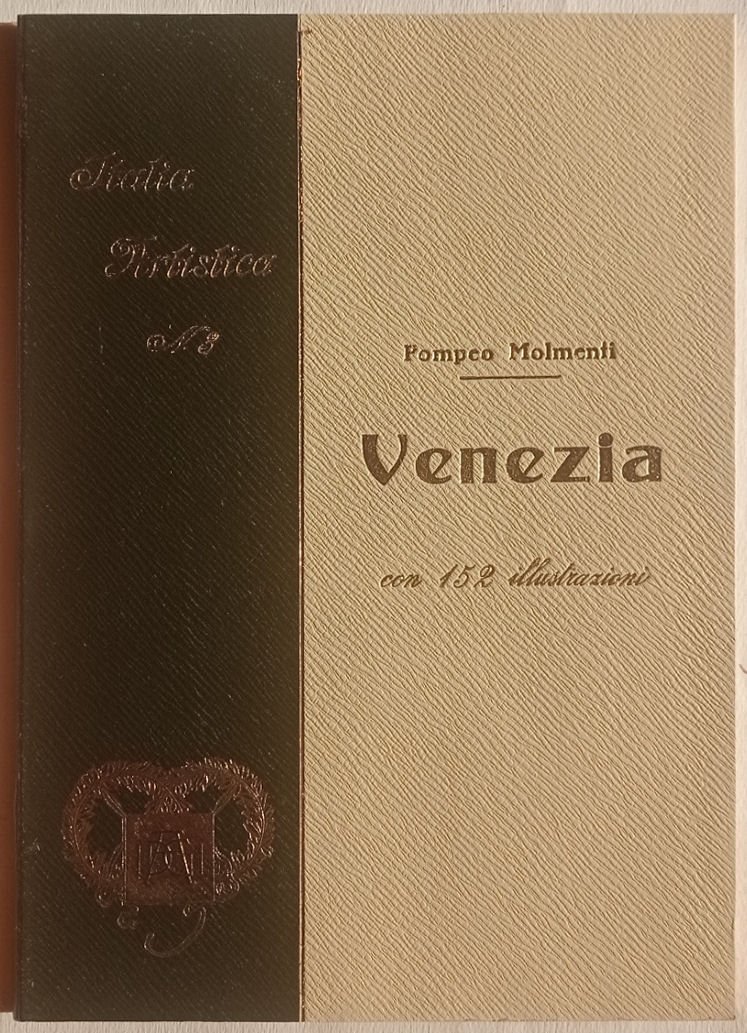 Italia
Artistica
N 3
Pompeo Molmenti
Venezia
con 152 illustrazioni